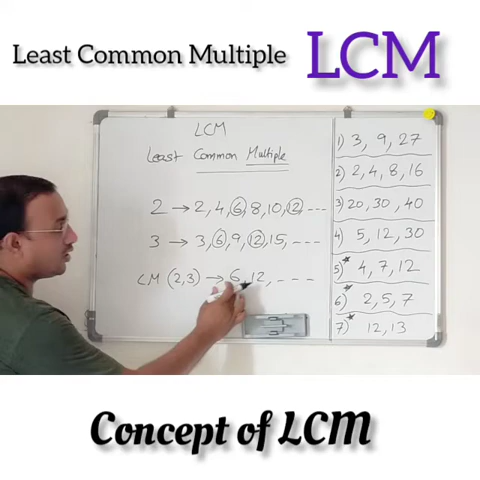 Least Common Multiple LCM
LCM
Least Common Multiple
2 → 2, 4, 6, 8, 10, 12, ---
3 → 3, 6, 9, 12, 15, ---
CM (2,3) → 6, 12, ---
1) 3, 9, 27
2) 2, 4, 8, 16
3) 20, 30, 40
4) 5, 12, 30
5)* 4, 7, 12
6)* 2, 5, 7
7)* 12, 13
Concept of LCM